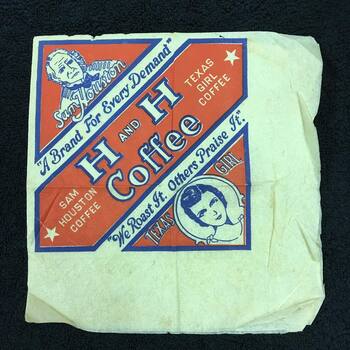 Sam Houston
"A Brand For Every Demand"
TEXAS
GIRL
COFFEE
H AND H
Coffee
SAM
HOUSTON
COFFEE
"We Roast It. Others Praise It."
TEXAS GIRL